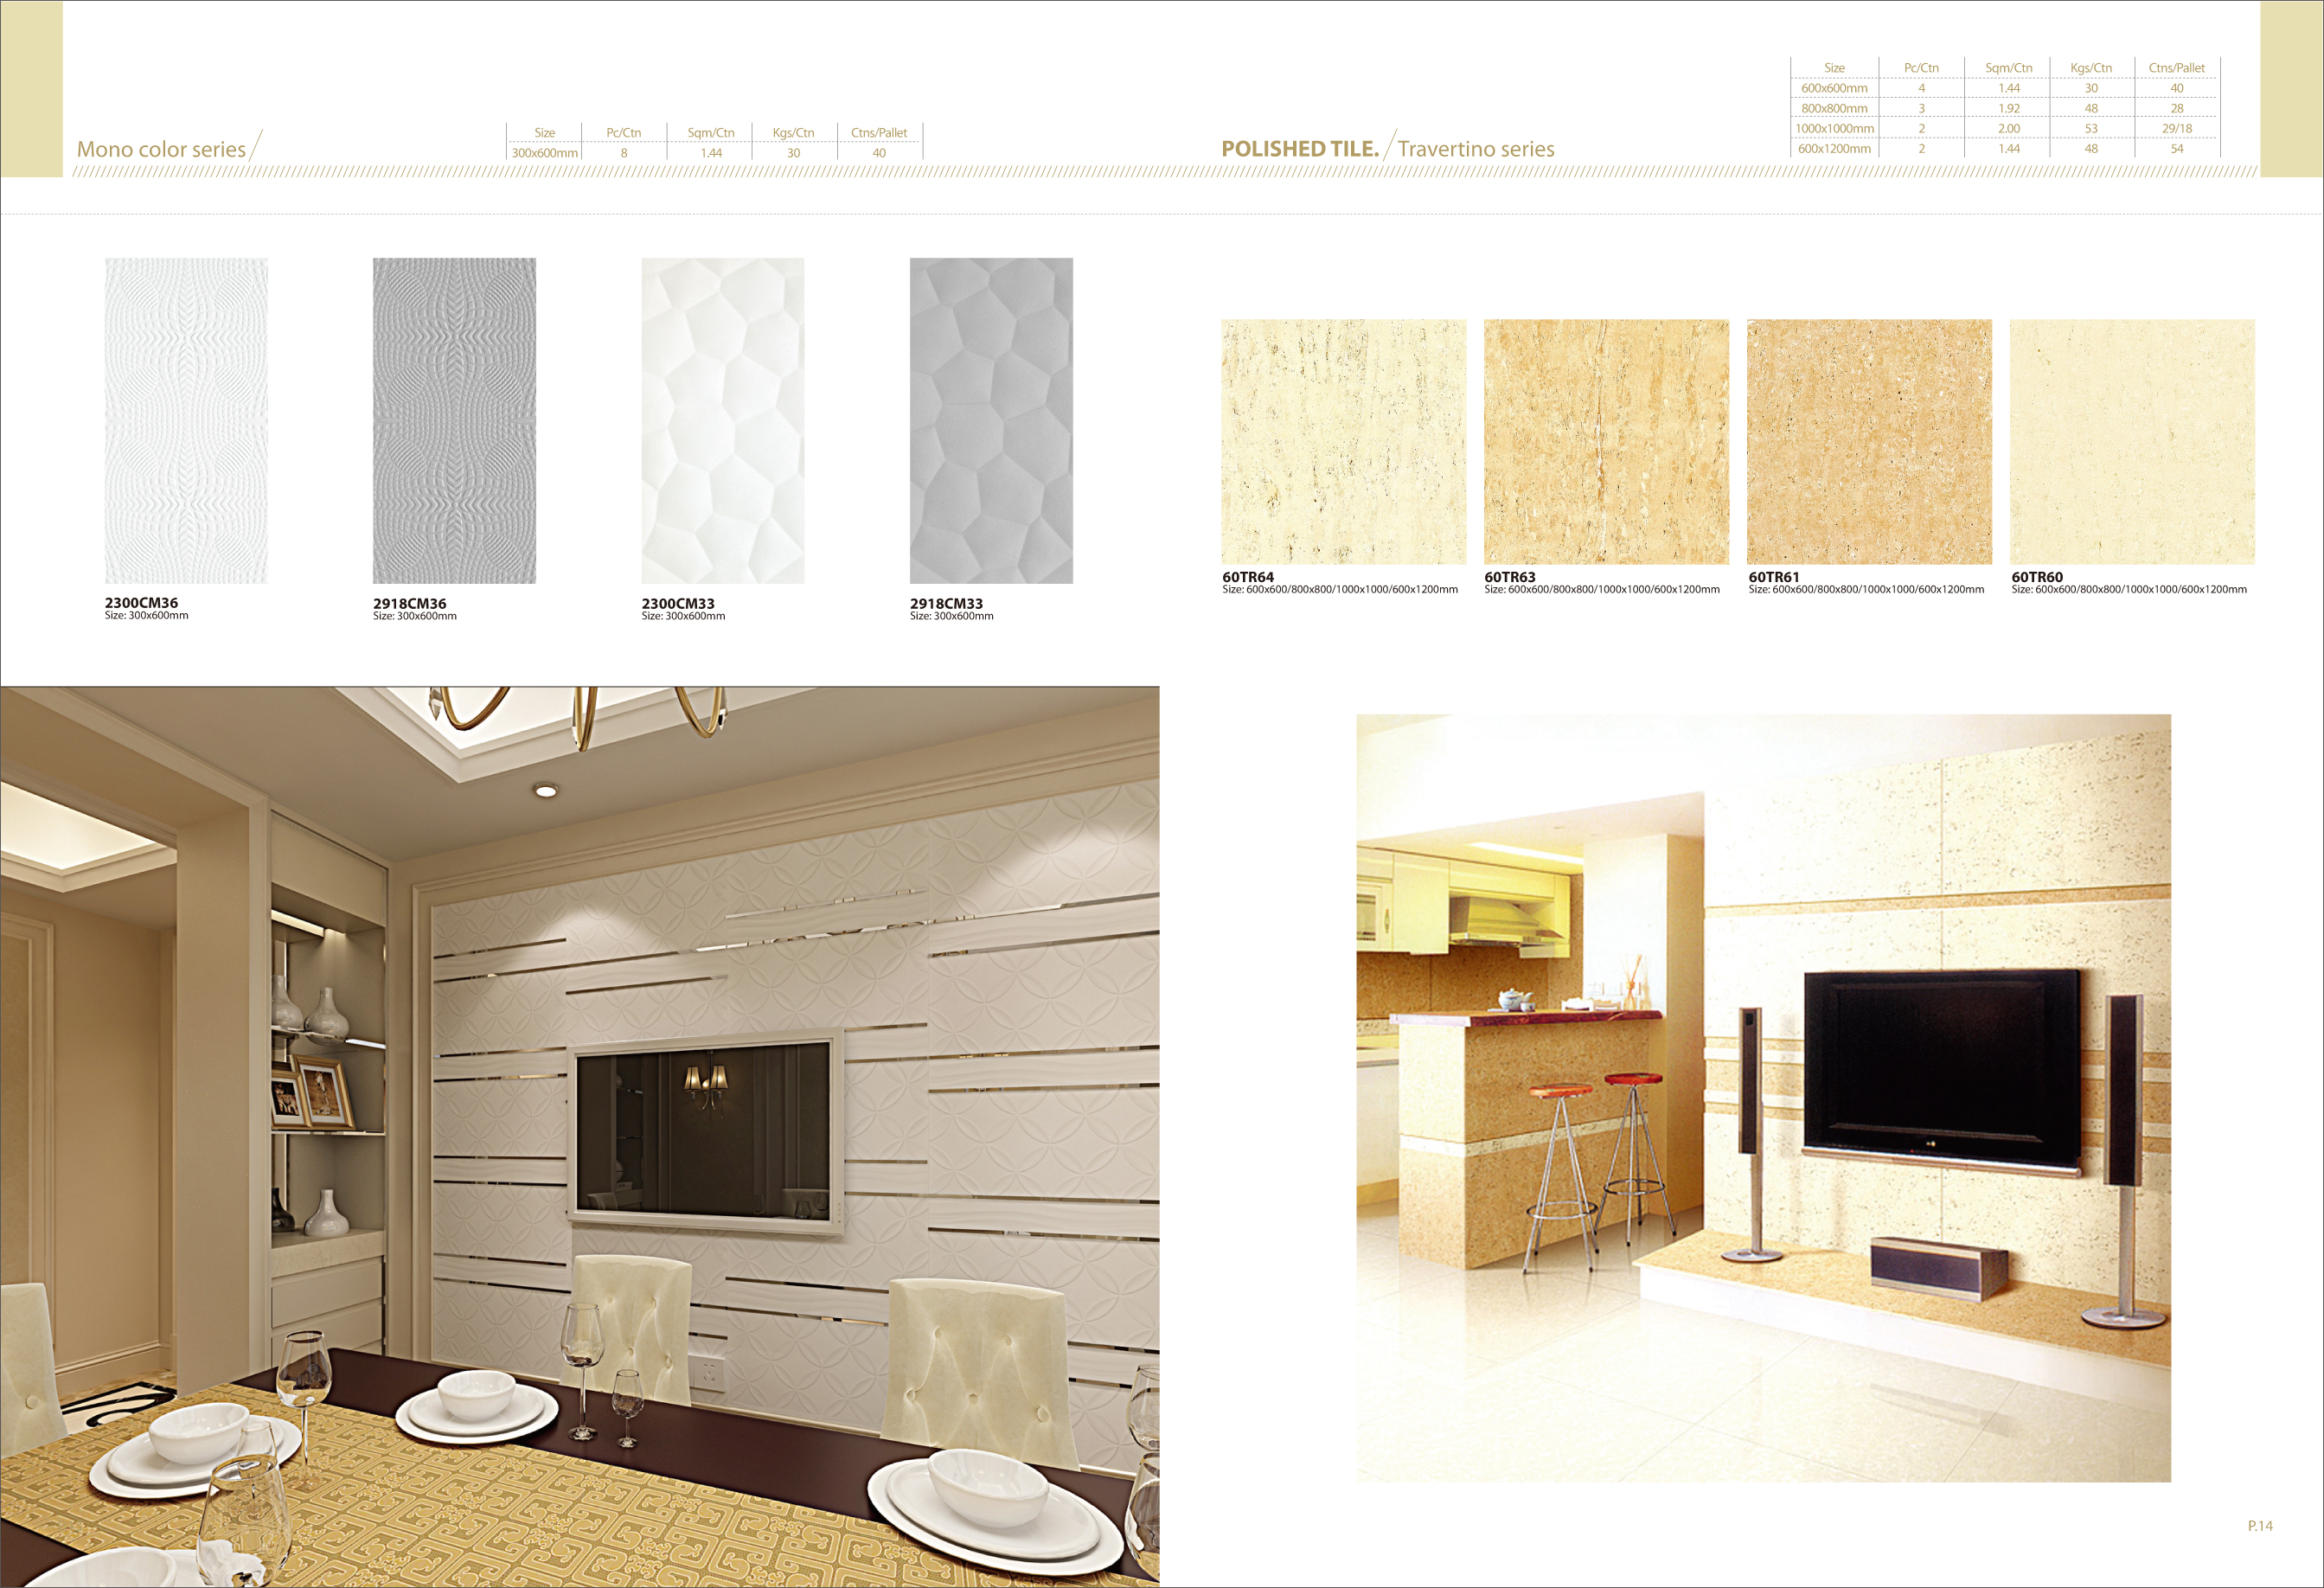 Mono color series
Size Pc/Ctn Sqm/Ctn Kgs/Ctn Ctns/Pallet
300x600mm 8 1.44 30 40
2300CM36
Size: 300x600mm
2918CM36
Size: 300x600mm
2300CM33
Size: 300x600mm
2918CM33
Size: 300x600mm
POLISHED TILE. Travertino series
Size Pc/Ctn Sqm/Ctn Kgs/Ctn Ctns/Pallet
600x600mm 4 1.44 30 40
800x800mm 3 1.92 48 28
1000x1000mm 2 2.00 53 29/18
600x1200mm 2 1.44 48 54
60TR64
Size: 600x600/800x800/1000x1000/600x1200mm
60TR63
Size: 600x600/800x800/1000x1000/600x1200mm
60TR61
Size: 600x600/800x800/1000x1000/600x1200mm
60TR60
Size: 600x600/800x800/1000x1000/600x1200mm
P.14